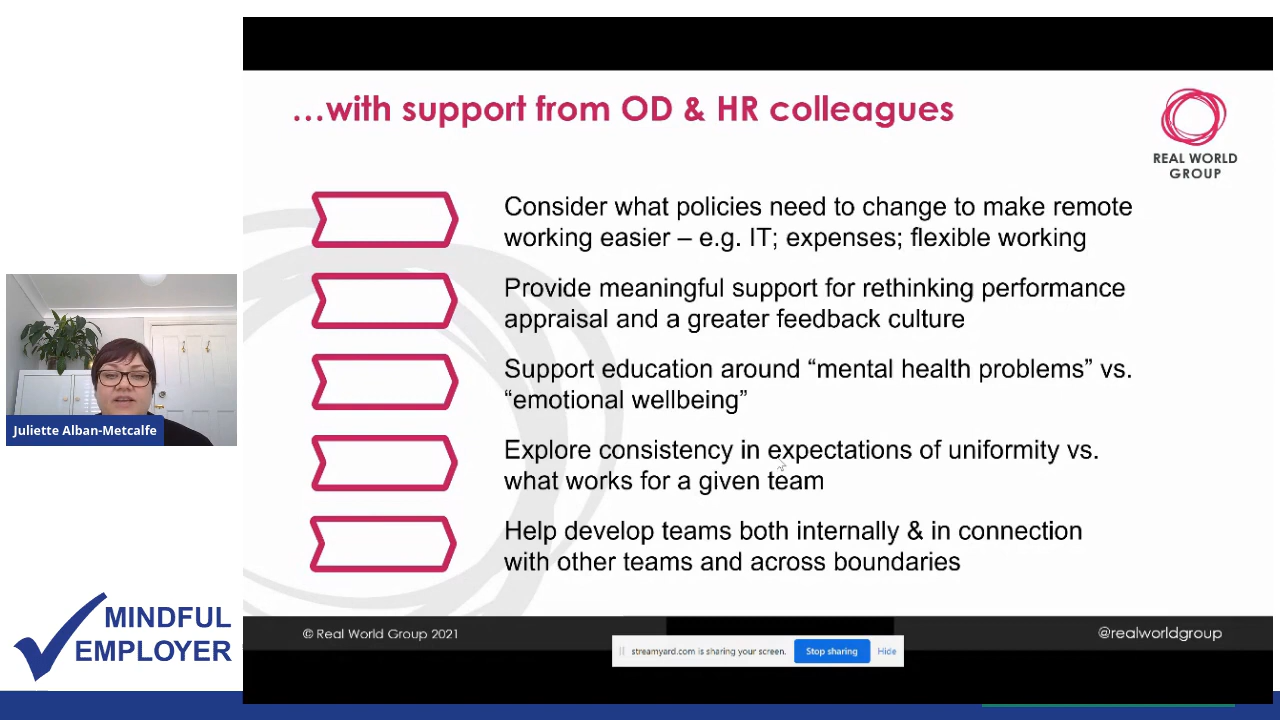 …with support from OD & HR colleagues
REAL WORLD
GROUP
Consider what policies need to change to make remote
working easier – e.g. IT; expenses; flexible working
Provide meaningful support for rethinking performance
appraisal and a greater feedback culture
Support education around “mental health problems” vs.
“emotional wellbeing”
Explore consistency in expectations of uniformity vs.
what works for a given team
Help develop teams both internally & in connection
with other teams and across boundaries
Juliette Alban-Metcalfe
MINDFUL
EMPLOYER
© Real World Group 2021
@realworldgroup
streamyard.com is sharing your screen.
Stop sharing
Hide